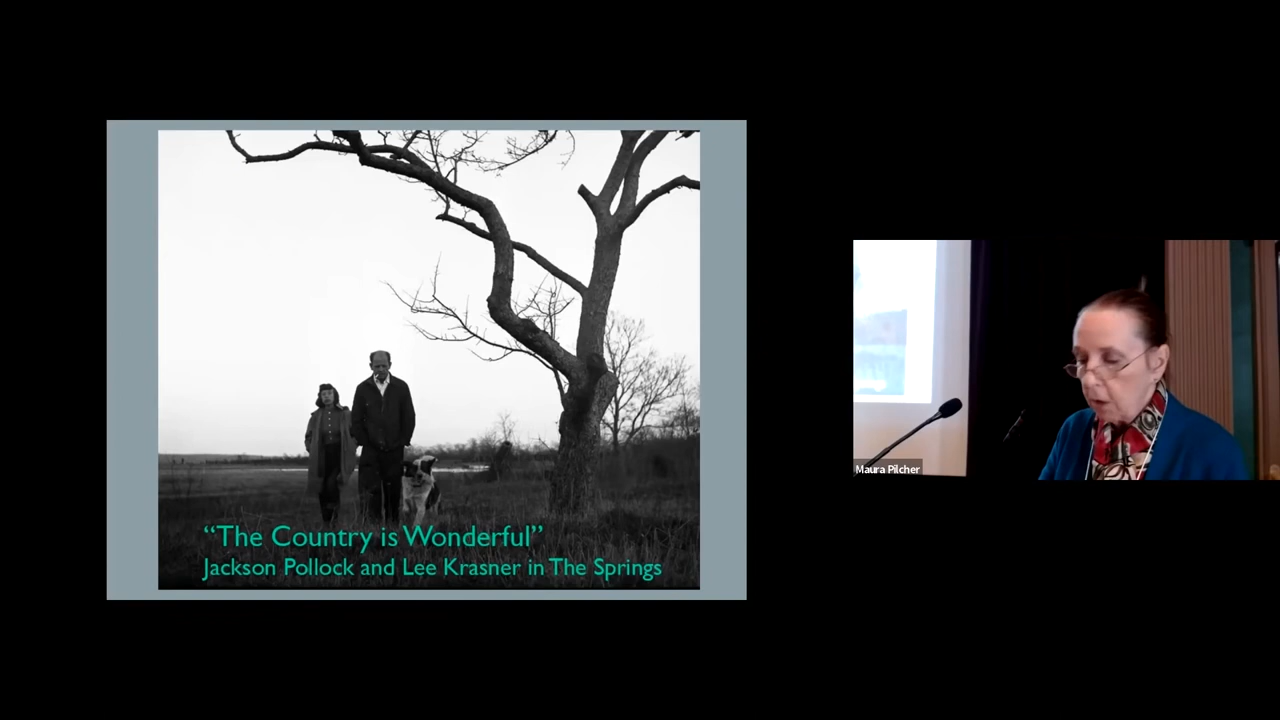 “The Country is Wonderful”
Jackson Pollock and Lee Krasner in The Springs
Maura Pilcher